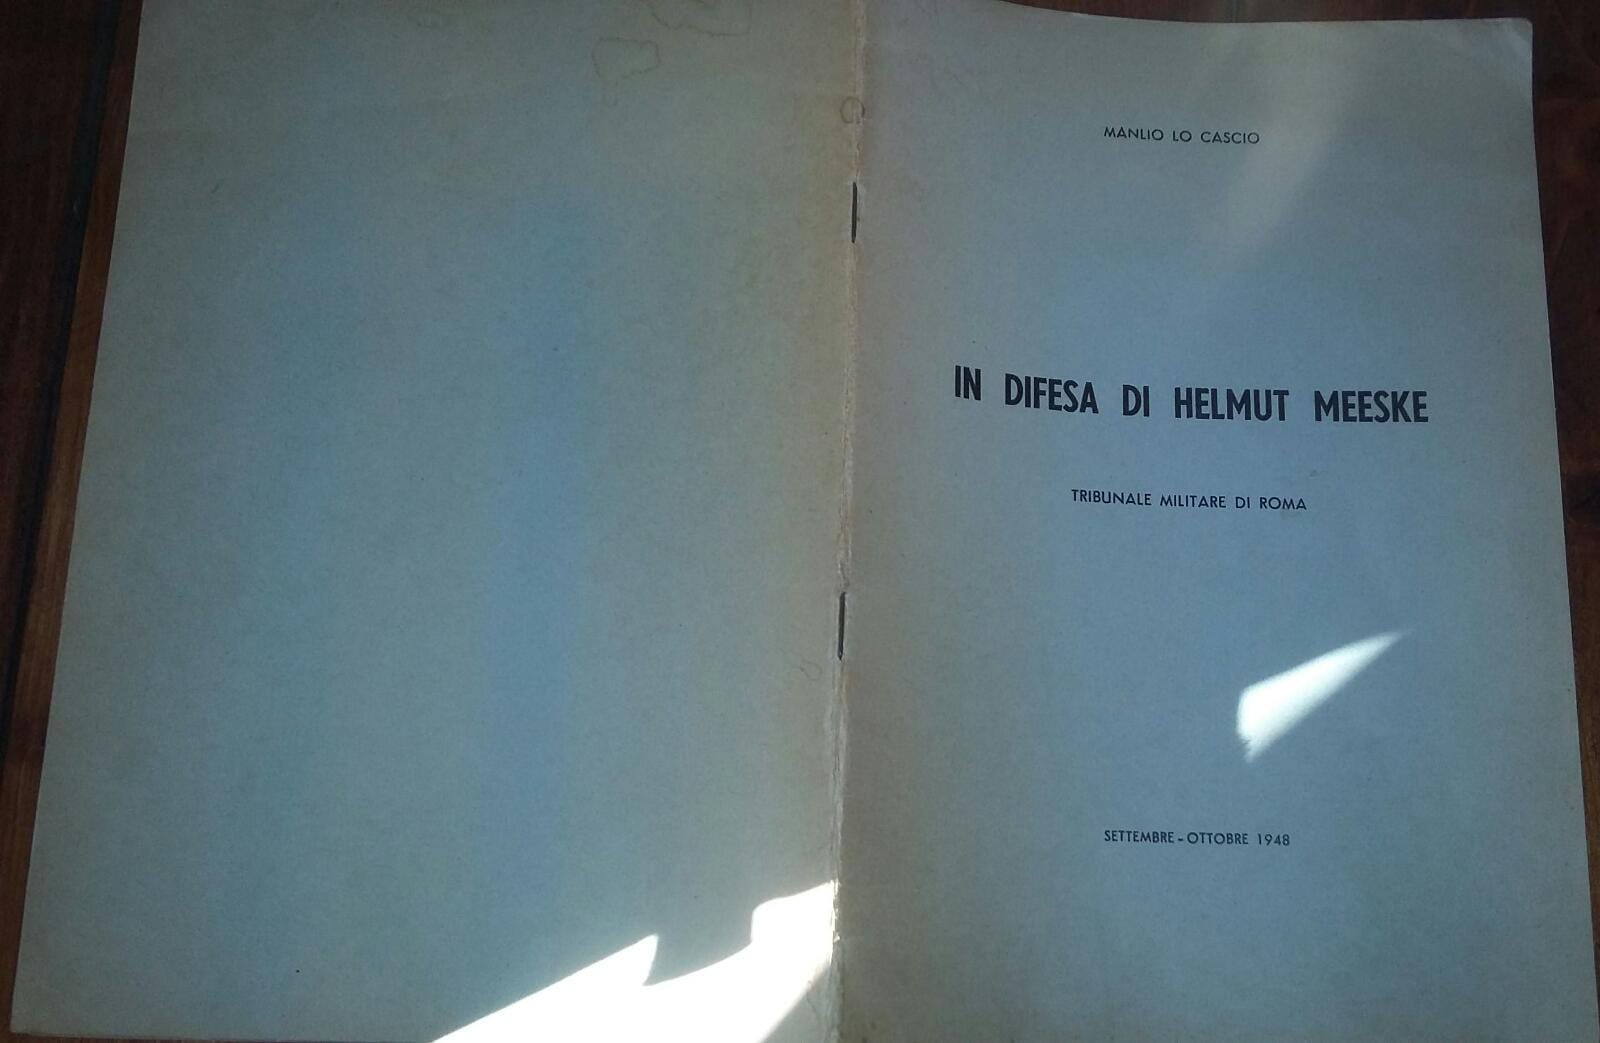 MANLIO LO CASCIO
IN DIFESA DI HELMUT MEESKE
TRIBUNALE MILITARE DI ROMA
SETTEMBRE - OTTOBRE 1948